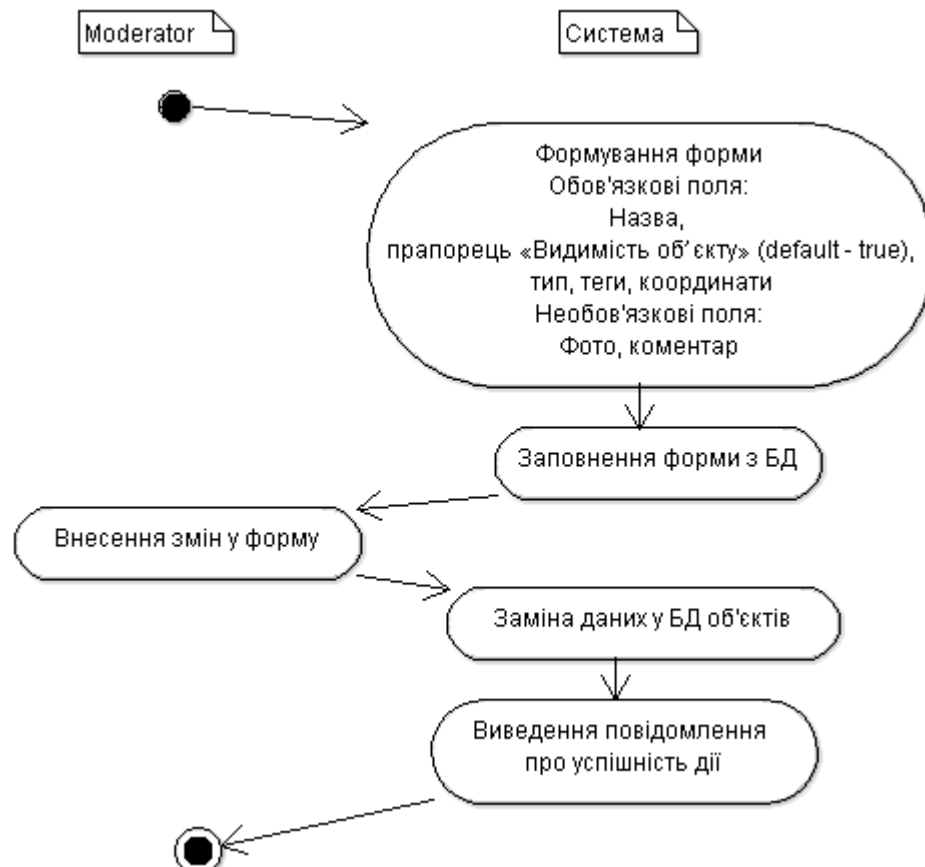 Moderator
Система
Формування форми
Обов'язкові поля:
Назва,
прапорець «Видимість об'єкту» (default - true),
тип, теги, координати
Необов'язкові поля:
Фото, коментар
Заповнення форми з БД
Внесення змін у форму
Заміна даних у БД об'єктів
Виведення повідомлення
про успішність дії